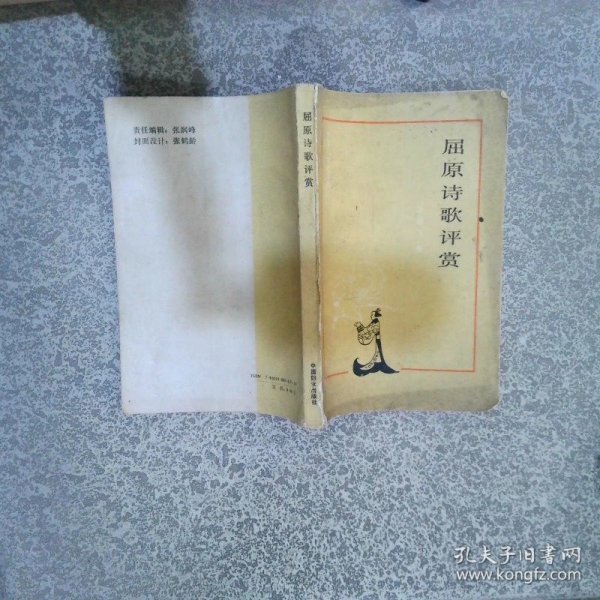 责任编辑：张润峰
封面设计：张鹤龄
屈原诗歌评赏
中国妇女出版社
屈原诗歌评赏
孔夫子旧书网
www.kongfz.com